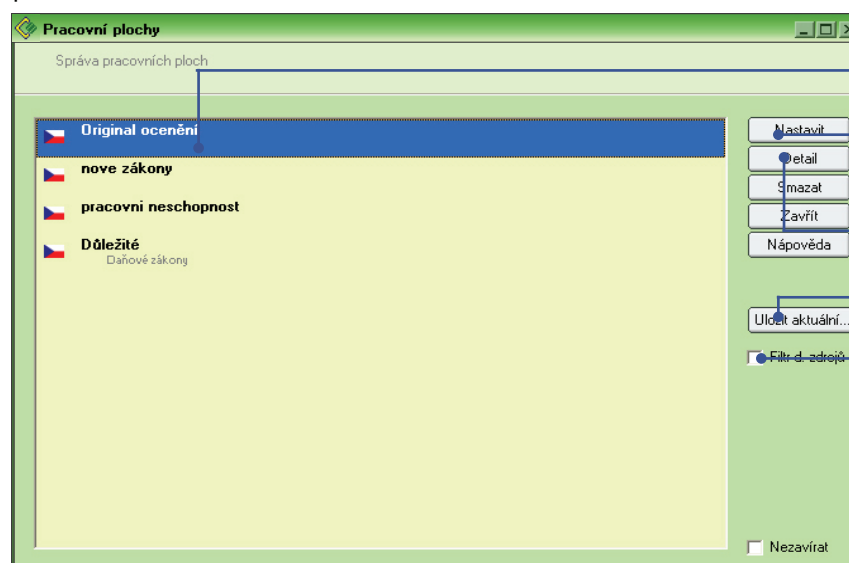 Pracovní plochy
Správa pracovních ploch
Original ocenění
nove zákony
pracovni neschopnost
Důležité
Daňové zákony
Nastavit
Detail
Smazat
Zavřít
Nápověda
Uložit aktuální...
Filtr d. zdrojů
Nezavírat